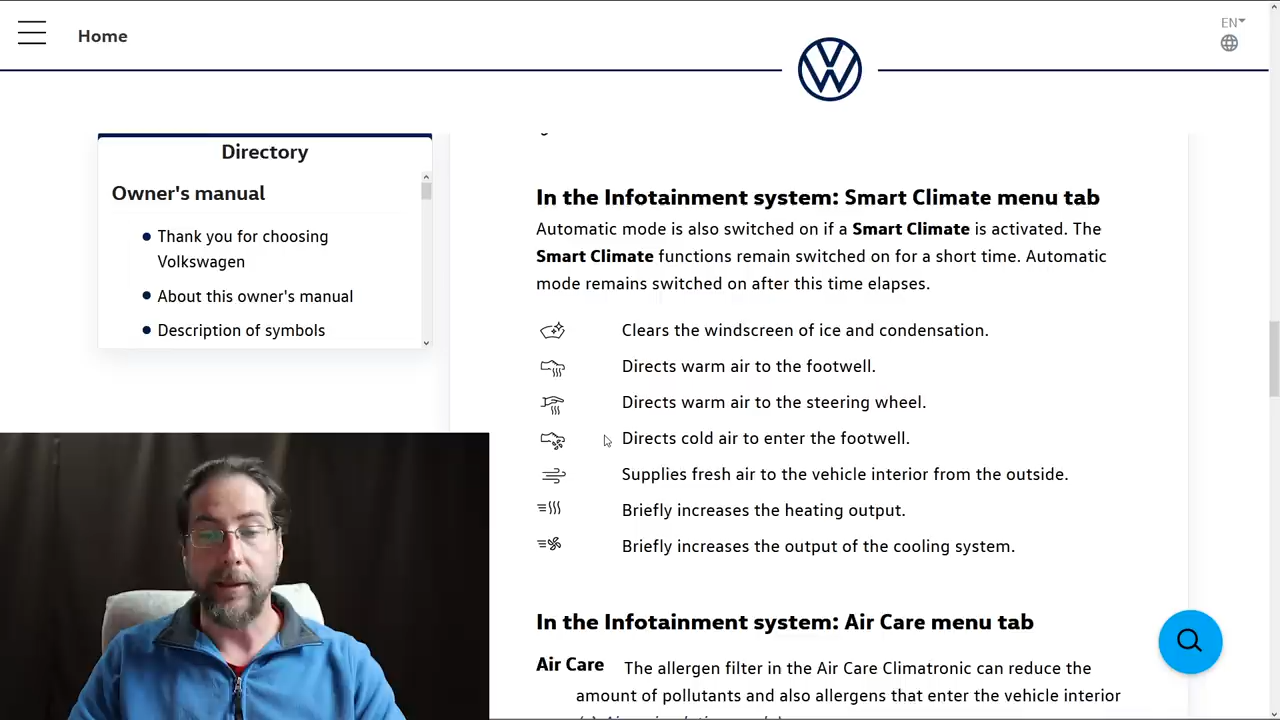 Home
EN
Directory
Owner's manual
Thank you for choosing
Volkswagen
About this owner's manual
Description of symbols
In the Infotainment system: Smart Climate menu tab
Automatic mode is also switched on if a Smart Climate is activated. The
Smart Climate functions remain switched on for a short time. Automatic
mode remains switched on after this time elapses.
Clears the windscreen of ice and condensation.
Directs warm air to the footwell.
Directs warm air to the steering wheel.
Directs cold air to enter the footwell.
Supplies fresh air to the vehicle interior from the outside.
Briefly increases the heating output.
Briefly increases the output of the cooling system.
In the Infotainment system: Air Care menu tab
Air Care The allergen filter in the Air Care Climatronic can reduce the
amount of pollutants and also allergens that enter the vehicle interior